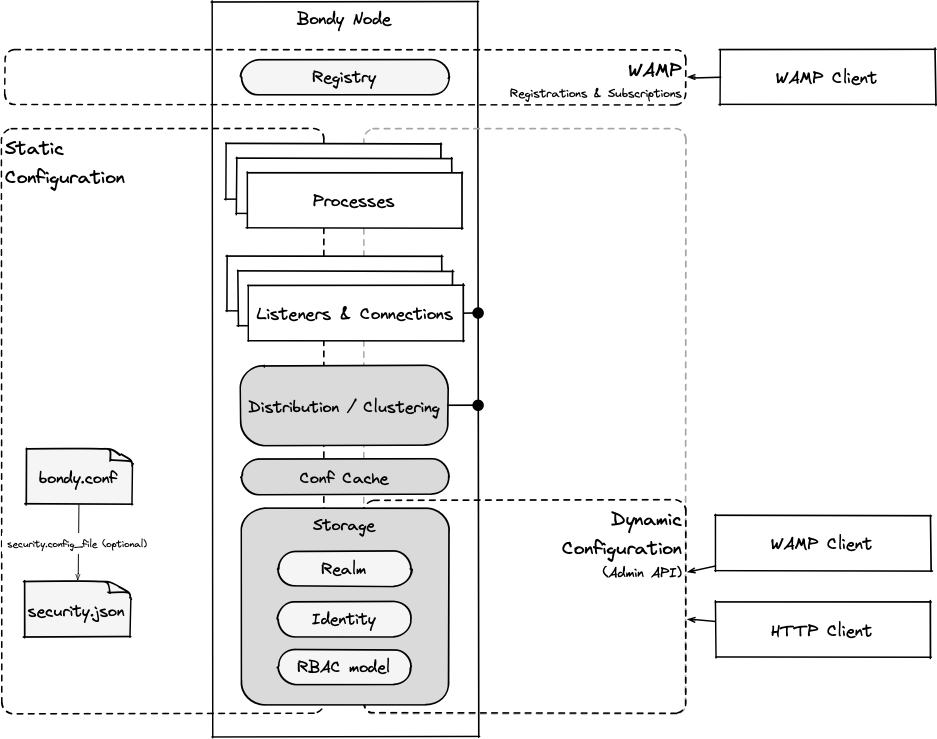 Bondy Node
Registry
WAMP
Registrations & Subscriptions
WAMP Client
Static
Configuration
Processes
Listeners & Connections
Distribution / Clustering
Conf Cache
bondy.conf
security.config_file (optional)
security.json
Storage
Realm
Identity
RBAC model
Dynamic
Configuration
(Admin API)
WAMP Client
HTTP Client